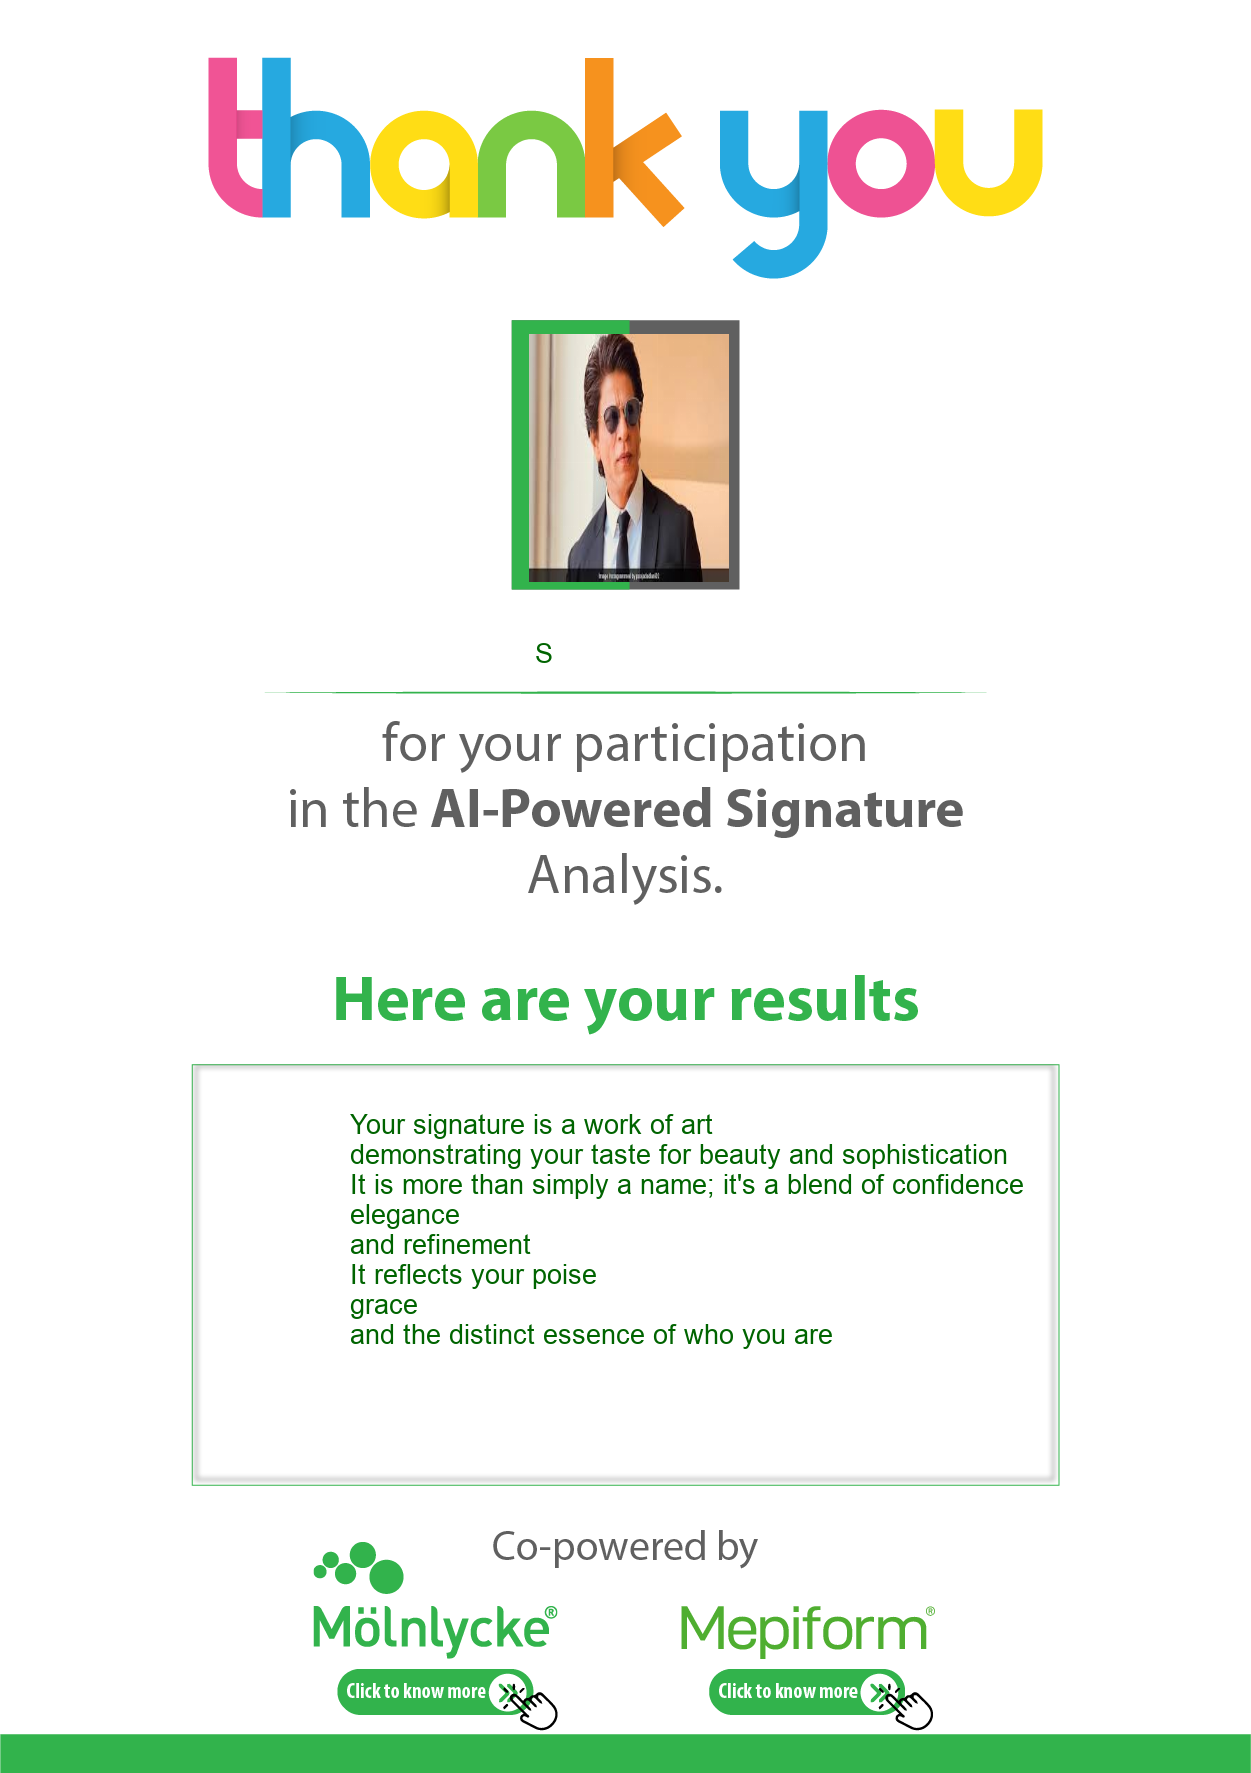 thank you
S
for your participation
in the AI-Powered Signature
Analysis.
Here are your results
Your signature is a work of art
demonstrating your taste for beauty and sophistication
It is more than simply a name; it's a blend of confidence
elegance
and refinement
It reflects your poise
grace
and the distinct essence of who you are
Co-powered by
Mölnlycke®
Mepiform®
Click to know more
Click to know more